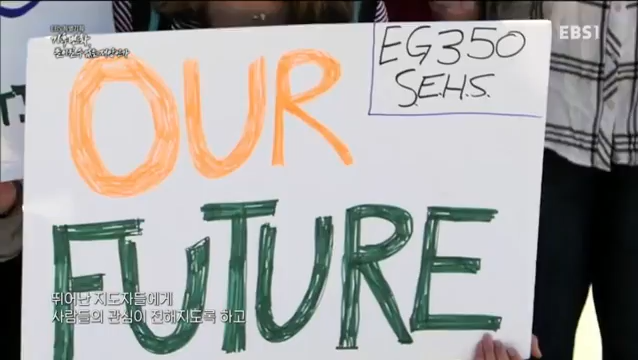 EBS1
EG350
S.E.H.S.
OUR
FUTURE
뛰어난 지도자들에게
사람들의 관심이 전해지도록 하고